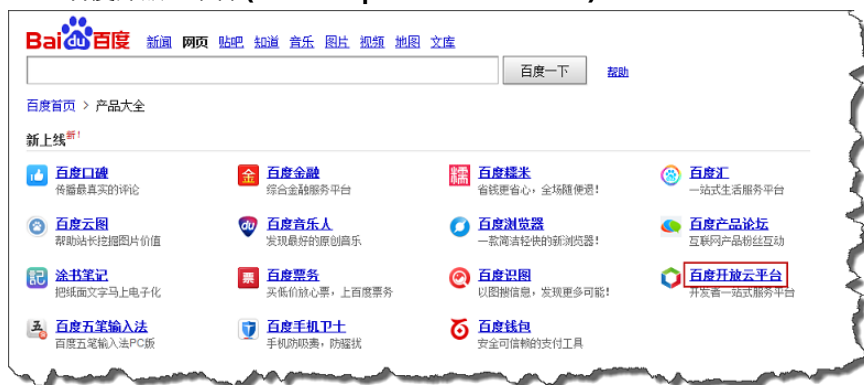 Bai du 百度 新闻 网页 贴吧 知道 音乐 图片 视频 地图 文库
百度一下 帮助
百度首页 > 产品大全
新上线新!
百度口碑 百度金融 百度糯米 百度汇
传播最真实的评论 综合金融服务平台 省钱更省心，全场随便退! 一站式生活服务平台
百度云图 百度音乐人 百度浏览器 百度产品论坛
帮助站长挖掘图片价值 发现最好的原创音乐 一款简洁轻快的新浏览器! 互联网产品粉丝互动
涂书笔记 百度票务 百度识图 百度开放云平台
把纸面文字马上电子化 买低价放心票，上百度票务 以图搜信息，发现更多可能! 开发者一站式服务平台
百度五笔输入法 百度手机卫士 百度钱包
百度五笔输入法PC版 手机防吸费，防骚扰 安全可信赖的支付工具